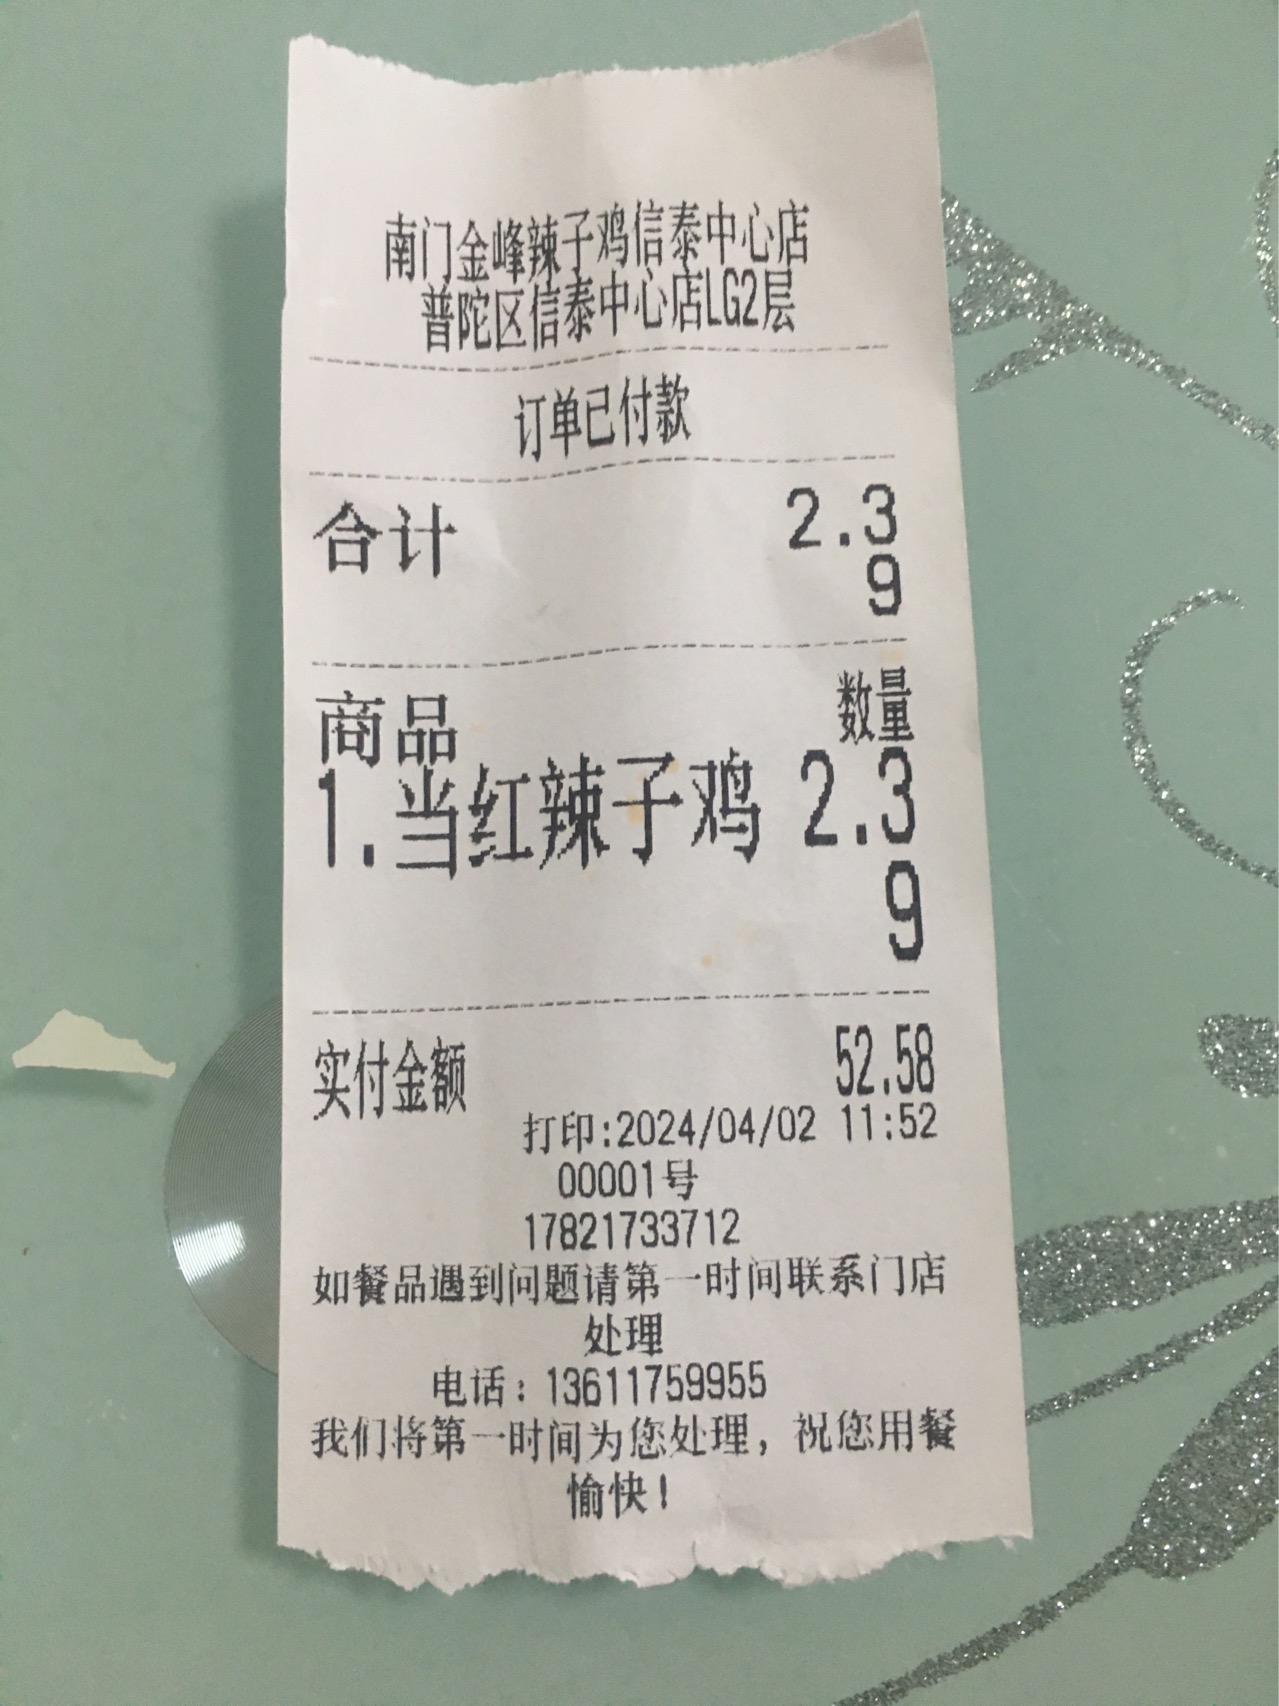 南门金峰辣子鸡信泰中心店
普陀区信泰中心店LG2层
订单已付款
合计 2.3
9
商品 数量
1.当红辣子鸡 2.3
9
实付金额 52.58
打印:2024/04/02 11:52
00001号
17821733712
如餐品遇到问题请第一时间联系门店
处理
电话：13611759955
我们将第一时间为您处理，祝您用餐
愉快！